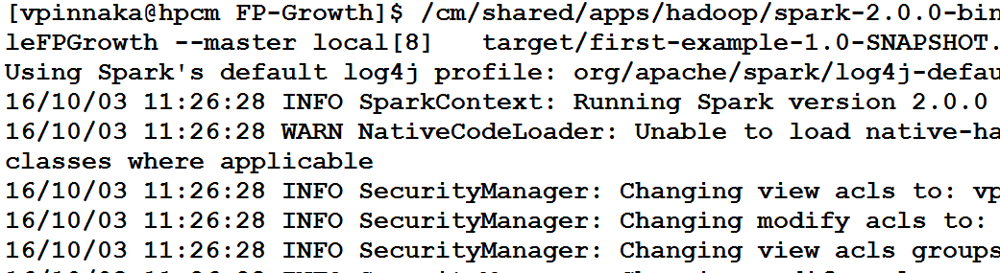 [vpinnaka@hpcm FP-Growth]$ /cm/shared/apps/hadoop/spark-2.0.0-bin
leFPGrowth --master local[8]   target/first-example-1.0-SNAPSHOT.
Using Spark's default log4j profile: org/apache/spark/log4j-defau
16/10/03 11:26:28 INFO SparkContext: Running Spark version 2.0.0
16/10/03 11:26:28 WARN NativeCodeLoader: Unable to load native-ha
classes where applicable
16/10/03 11:26:28 INFO SecurityManager: Changing view acls to: vp
16/10/03 11:26:28 INFO SecurityManager: Changing modify acls to:
16/10/03 11:26:28 INFO SecurityManager: Changing view acls groups